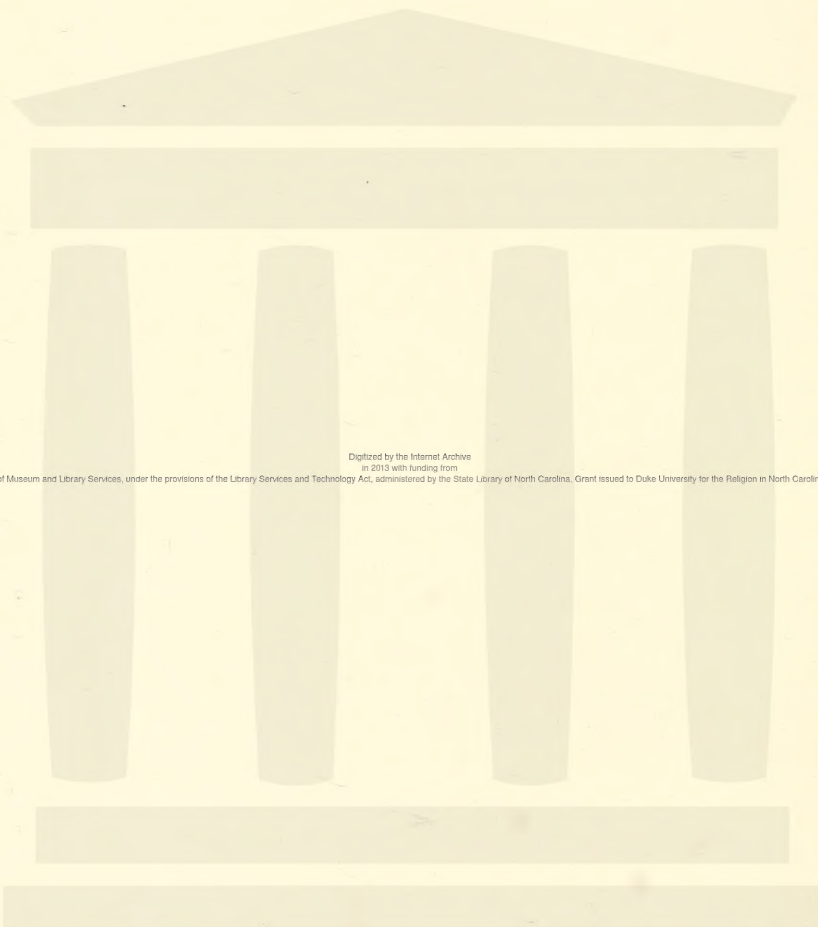 Digitized by the Internet Archive
in 2013 with funding from
of Museum and Library Services, under the provisions of the Library Services and Technology Act, administered by the State Library of North Carolina. Grant issued to Duke University for the Religion in North